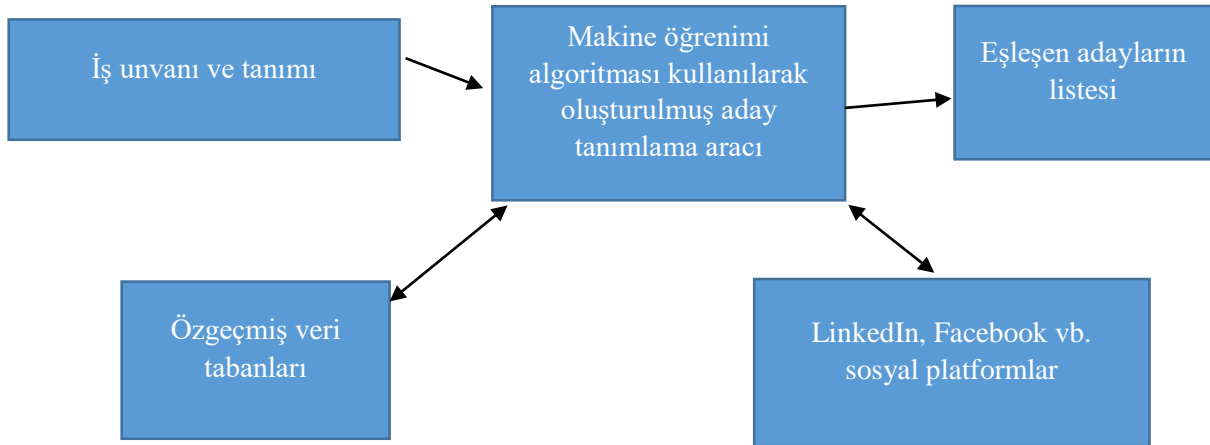 İş unvanı ve tanımı
Makine öğrenimi
algoritması kullanılarak
oluşturulmuş aday
tanımlama aracı
Eşleşen adayların
listesi
Özgeçmiş veri
tabanları
LinkedIn, Facebook vb.
sosyal platformlar